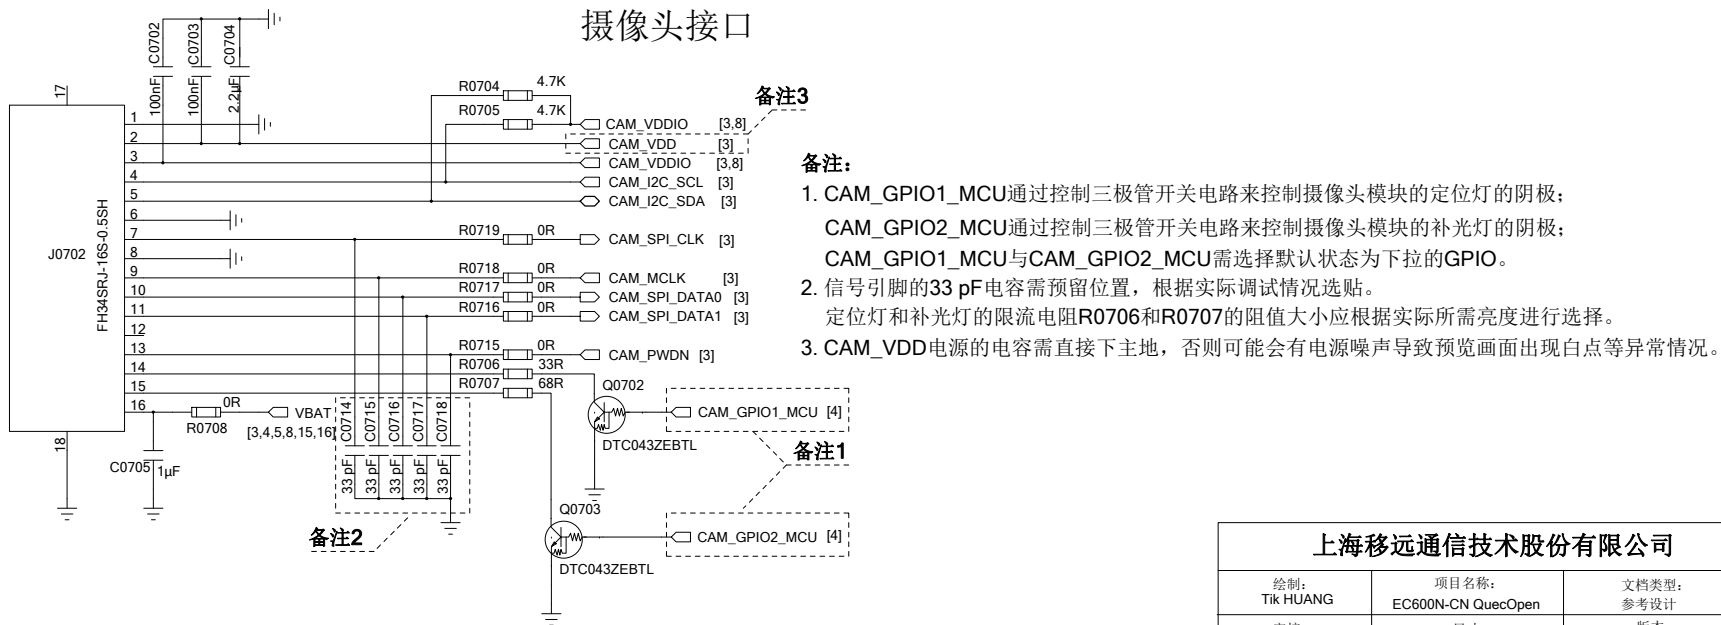 摄像头接口
C0702
C0703
C0704
100nF
100nF
2.2µF
17
J0702
FH34SRJ-16S-0.5SH
18
1
2
3
4
5
6
7
8
9
10
11
12
13
14
15
16
R0704 4.7K
R0705 4.7K
备注3
CAM_VDDIO [3,8]
CAM_VDD [3]
CAM_VDDIO [3,8]
CAM_I2C_SCL [3]
CAM_I2C_SDA [3]
R0719 0R CAM_SPI_CLK [3]
R0718 0R CAM_MCLK [3]
R0717 0R CAM_SPI_DATA0 [3]
R0716 0R CAM_SPI_DATA1 [3]
R0715 0R CAM_PWDN [3]
R0706 33R
R0707 68R
0R
R0708
VBAT
[3,4,5,8,15,16]
C0705
1µF
C0714
C0715
C0716
C0717
C0718
33 pF
33 pF
33 pF
33 pF
33 pF
备注2
Q0702
DTC043ZEBTL
CAM_GPIO1_MCU [4]
备注1
Q0703
DTC043ZEBTL
CAM_GPIO2_MCU [4]
备注：
1. CAM_GPIO1_MCU通过控制三极管开关电路来控制摄像头模块的定位灯的阴极；
CAM_GPIO2_MCU通过控制三极管开关电路来控制摄像头模块的补光灯的阴极；
CAM_GPIO1_MCU与CAM_GPIO2_MCU需选择默认状态为下拉的GPIO。
2. 信号引脚的33 pF电容需预留位置，根据实际调试情况选贴。
定位灯和补光灯的限流电阻R0706和R0707的阻值大小应根据实际所需亮度进行选择。
3. CAM_VDD电源的电容需直接下主地，否则可能会有电源噪声导致预览画面出现白点等异常情况。
上海移远通信技术股份有限公司
绘制： 项目名称： 文档类型：
Tik HUANG EC600N-CN QuecOpen 参考设计